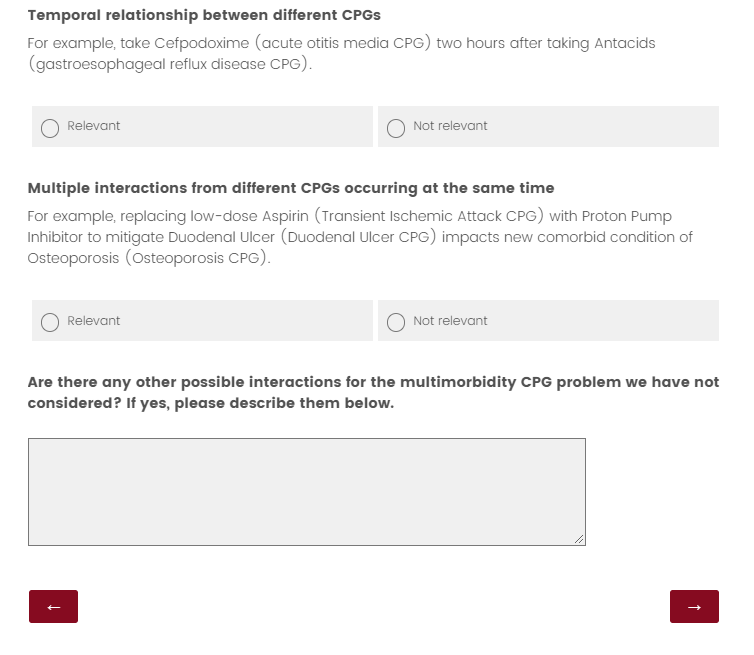 Temporal relationship between different CPGs
For example, take Cefpodoxime (acute otitis media CPG) two hours after taking Antacids
(gastroesophageal reflux disease CPG).
Relevant
Not relevant
Multiple interactions from different CPGs occurring at the same time
For example, replacing low-dose Aspirin (Transient Ischemic Attack CPG) with Proton Pump
Inhibitor to mitigate Duodenal Ulcer (Duodenal Ulcer CPG) impacts new comorbid condition of
Osteoporosis (Osteoporosis CPG).
Relevant
Not relevant
Are there any other possible interactions for the multimorbidity CPG problem we have not
considered? If yes, please describe them below.
← →